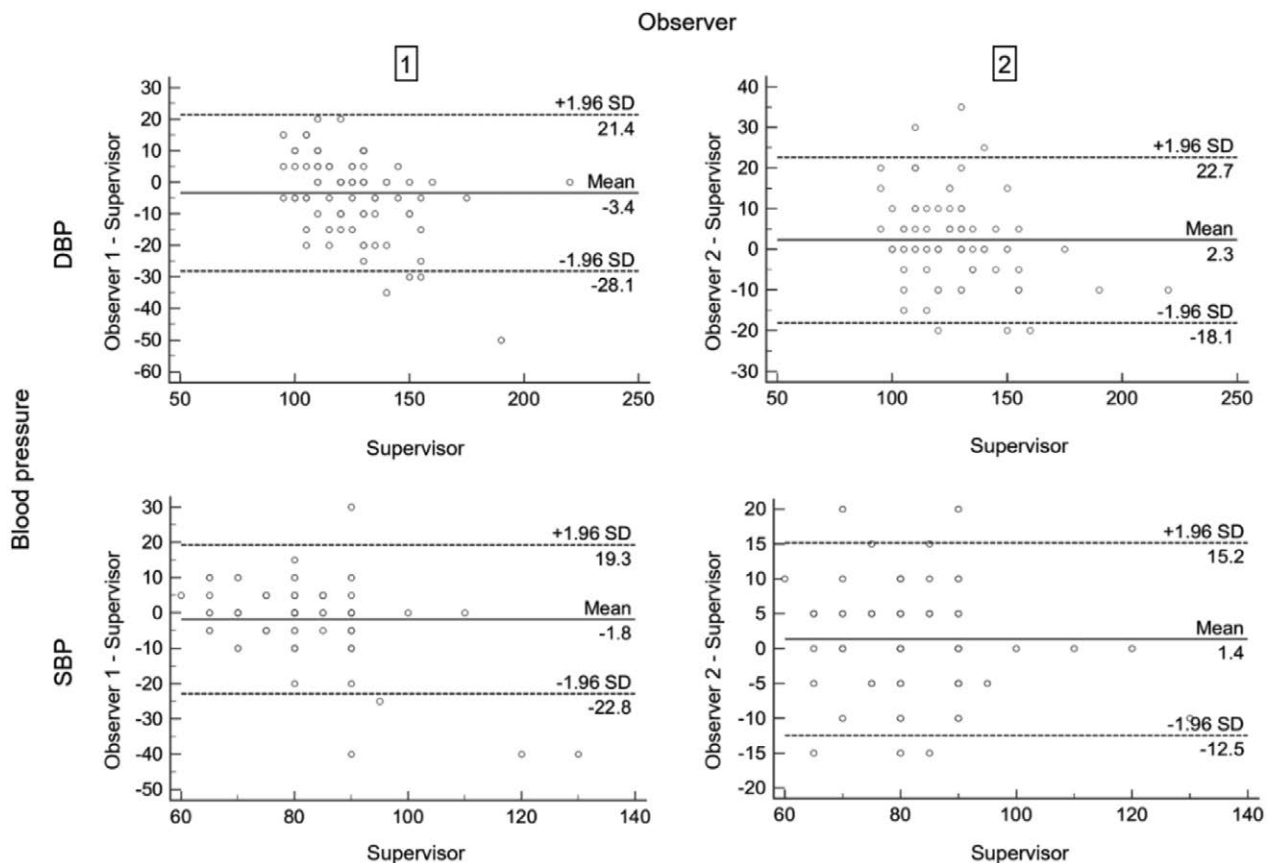 Observer
1
2
Blood pressure
DBP
Observer 1 - Supervisor
30
20
10
0
-10
-20
-30
-40
-50
-60
+1.96 SD
21.4
Mean
-3.4
-1.96 SD
-28.1
50
100
150
200
250
Supervisor
Observer 2 - Supervisor
40
30
20
10
0
-10
-20
-30
+1.96 SD
22.7
Mean
2.3
-1.96 SD
-18.1
50
100
150
200
250
Supervisor
SBP
Observer 1 - Supervisor
30
20
10
0
-10
-20
-30
-40
-50
+1.96 SD
19.3
Mean
-1.8
-1.96 SD
-22.8
60
80
100
120
140
Supervisor
Observer 2 - Supervisor
20
15
10
5
0
-5
-10
-15
-20
+1.96 SD
15.2
Mean
1.4
-1.96 SD
-12.5
60
80
100
120
140
Supervisor